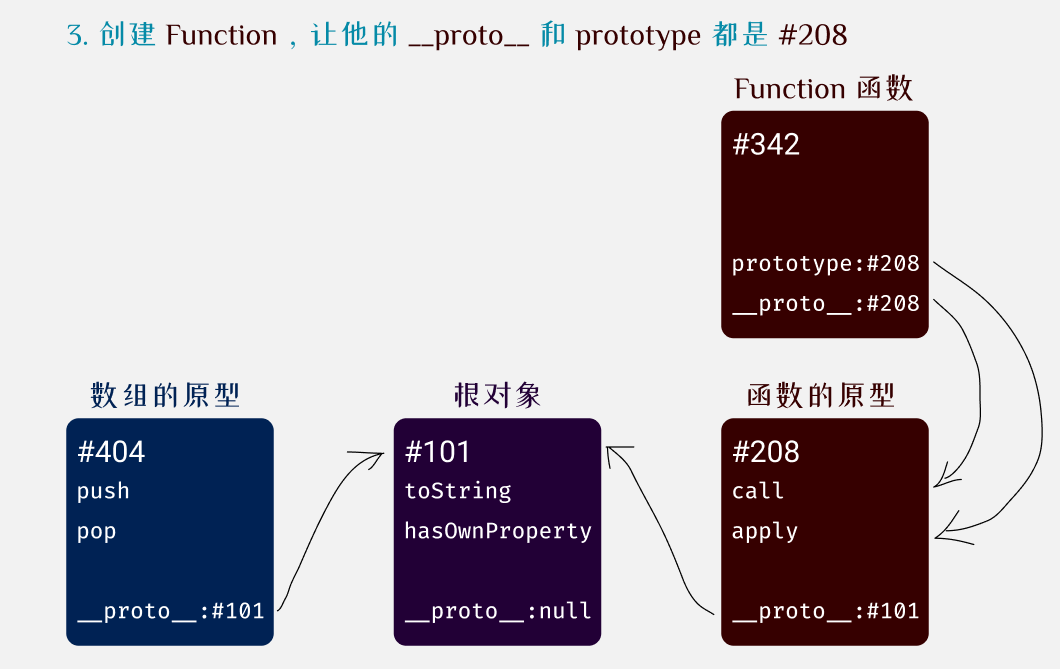 3. 创建 Function , 让他的 __proto__ 和 prototype 都是 #208
Function 函数
#342
prototype:#208
__proto__:#208
数组的原型
#404
push
pop
__proto__:#101
根对象
#101
toString
hasOwnProperty
__proto__:null
函数的原型
#208
call
apply
__proto__:#101